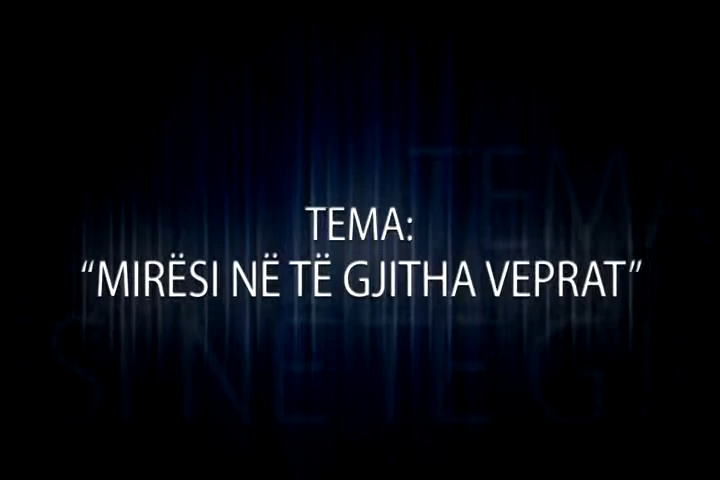 TEMA:
“MIRËSI NË TË GJITHA VEPRAT”